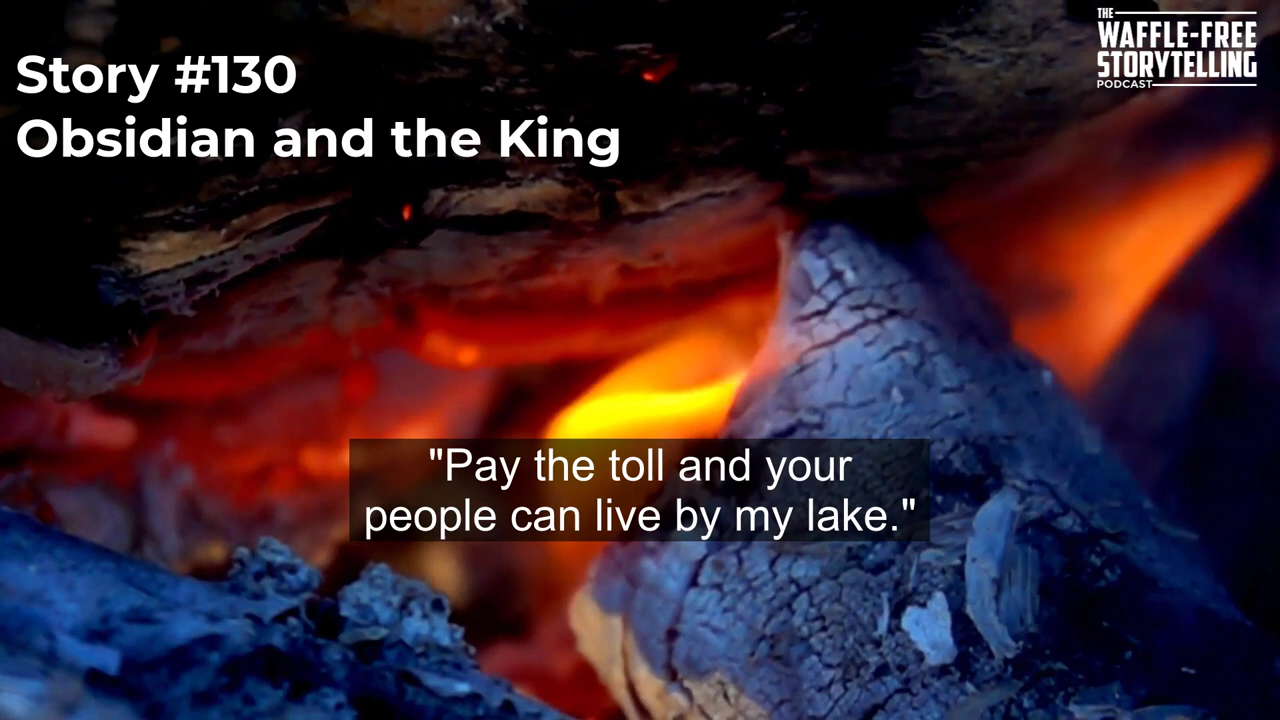 Story #130
Obsidian and the King
THE
WAFFLE-FREE
STORYTELLING
PODCAST
"Pay the toll and your
people can live by my lake."